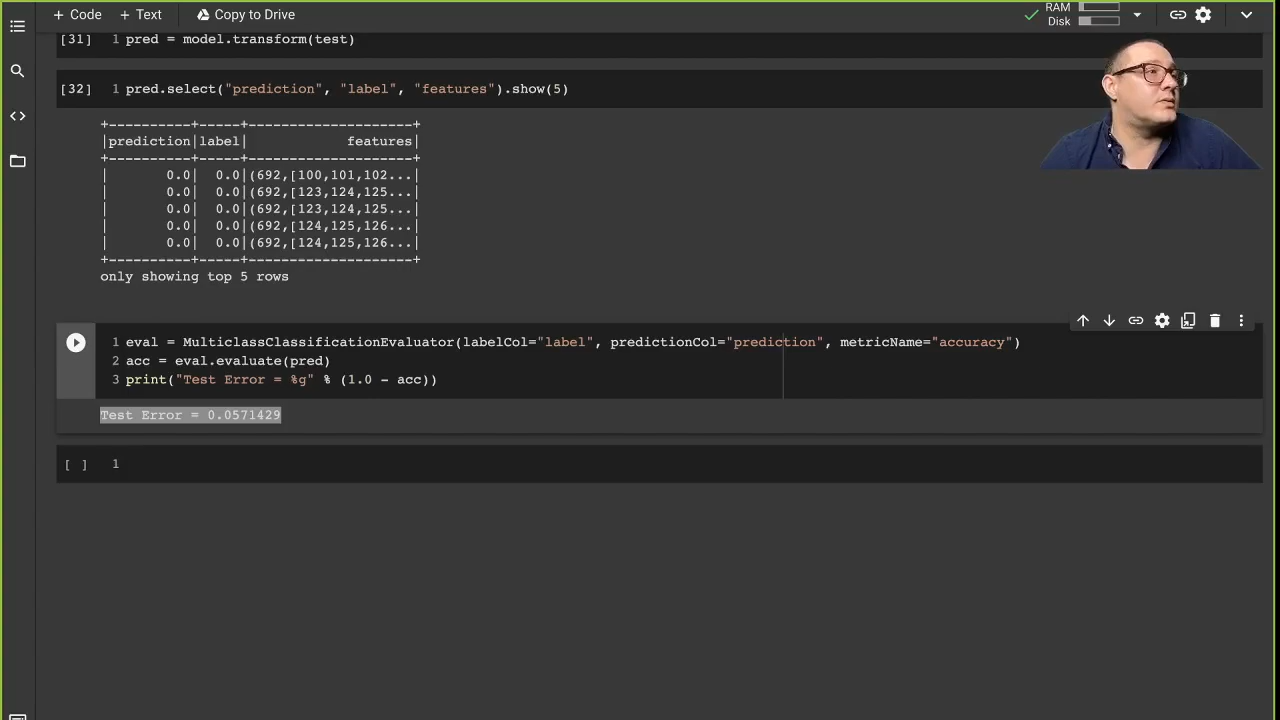 + Code + Text Copy to Drive RAM Disk
[31] 1 pred = model.transform(test)
[32] 1 pred.select("prediction", "label", "features").show(5)
+----------+-----+--------------------+
|prediction|label|            features|
+----------+-----+--------------------+
|       0.0|  0.0|(692,[100,101,102...|
|       0.0|  0.0|(692,[123,124,125...|
|       0.0|  0.0|(692,[123,124,125...|
|       0.0|  0.0|(692,[124,125,126...|
|       0.0|  0.0|(692,[124,125,126...|
+----------+-----+--------------------+
only showing top 5 rows
1 eval = MulticlassClassificationEvaluator(labelCol="label", predictionCol="prediction", metricName="accuracy")
2 acc = eval.evaluate(pred)
3 print("Test Error = %g" % (1.0 - acc))
Test Error = 0.0571429
[ ] 1